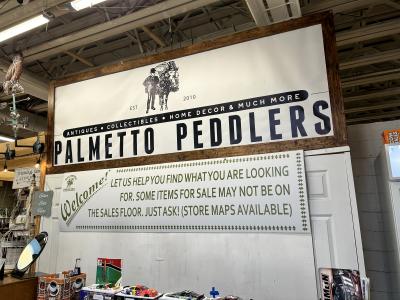 EST 2010
ANTIQUES • COLLECTIBLES • HOME DECOR & MUCH MORE
PALMETTO PEDDLERS
Welcome!
LET US HELP YOU FIND WHAT YOU ARE LOOKING
FOR. SOME ITEMS FOR SALE MAY NOT BE ON
THE SALES FLOOR. JUST ASK! (STORE MAPS AVAILABLE)